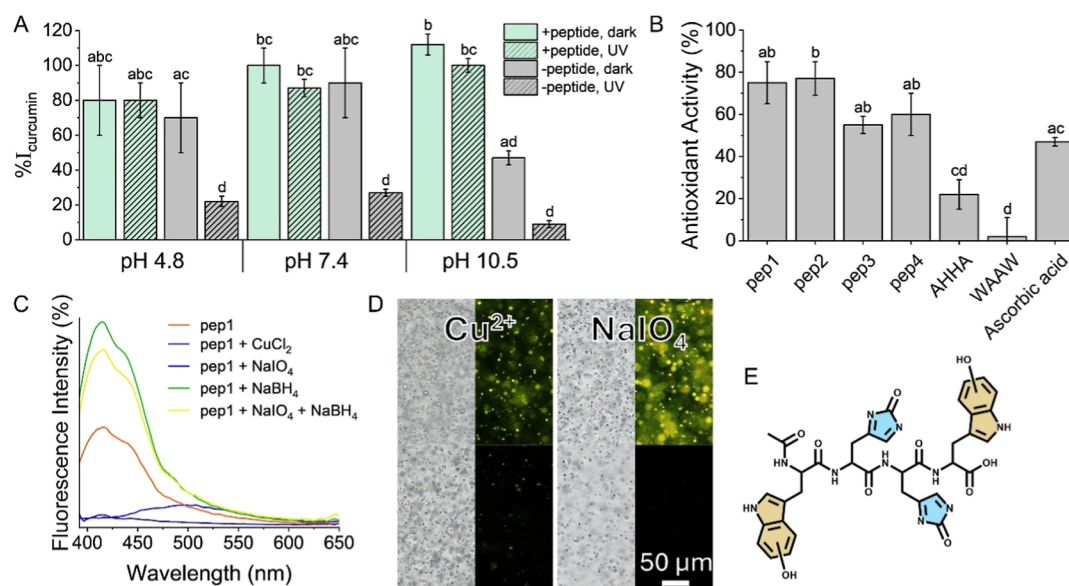 A
%Icurcumin
120
100
80
60
40
20
0
abc
abc
ac
d
bc
bc
abc
d
b
bc
ad
d
+peptide, dark
+peptide, UV
-peptide, dark
-peptide, UV
pH 4.8
pH 7.4
pH 10.5
B
Antioxidant Activity (%)
100
80
60
40
20
0
ab
b
ab
ab
cd
d
ac
pep1
pep2
pep3
pep4
AHHA
WAAW
Ascorbic acid
C
Fluorescence Intensity (%)
pep1
pep1 + CuCl2
pep1 + NaIO4
pep1 + NaBH4
pep1 + NaIO4 + NaBH4
400
450
500
550
600
650
Wavelength (nm)
D
Cu2+
NaIO4
50 µm
E
HO
O
N
N
NH
O
O
O
O
HN
N
H
N
H
N
H
OH
O
HN
N
N
O
OH